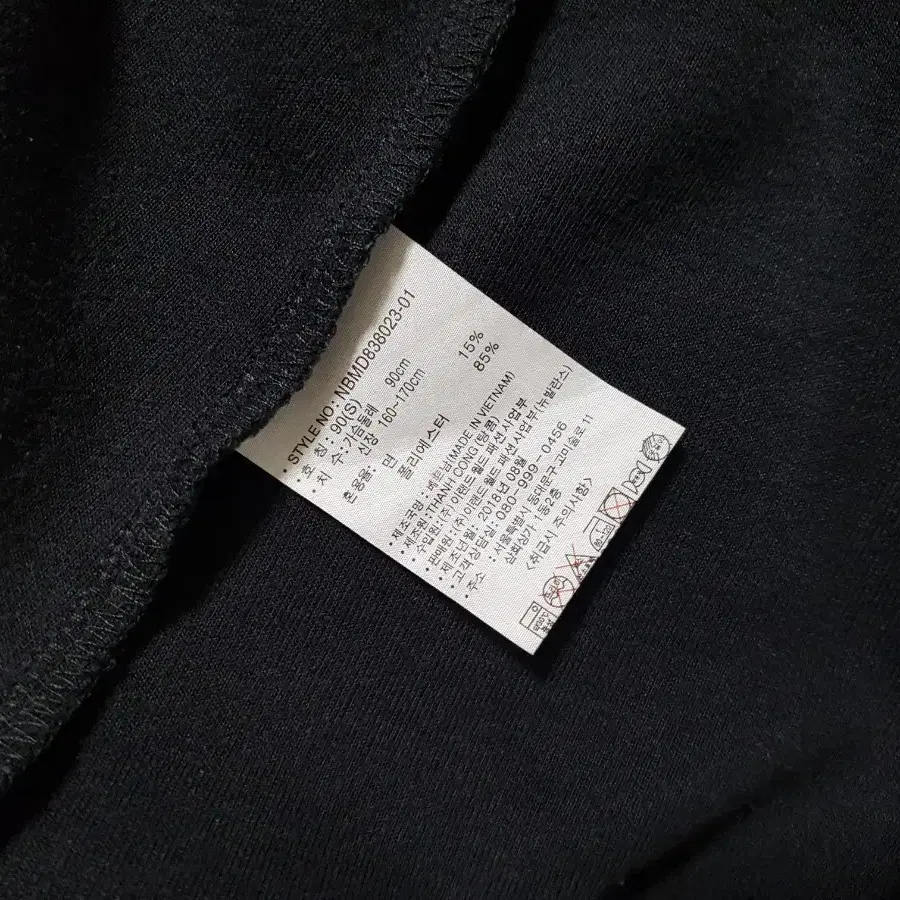 · STYLE NO: NBMD838023-01
· 호 칭 : 90(S)
· 치 수 : 가슴둘레 90cm
신장 160~170cm
혼용율 : 면 15%
폴리에스터 85%
· 제조국명 : 베트남(MADE IN VIETNAM)
· 제조원 : THANH CONG(탕 콩)
· 수입원 : (주)이랜드월드 패션사업부
· 판매원 : (주)이랜드월드 패션사업부(뉴발란스)
· 제조년월 : 2018년 08월
· 고객상담 : 080-999-0456
· 주소 : 서울특별시 동대문구 고미술로 11
삼희상가 1동2층
<취급시 주의사항>